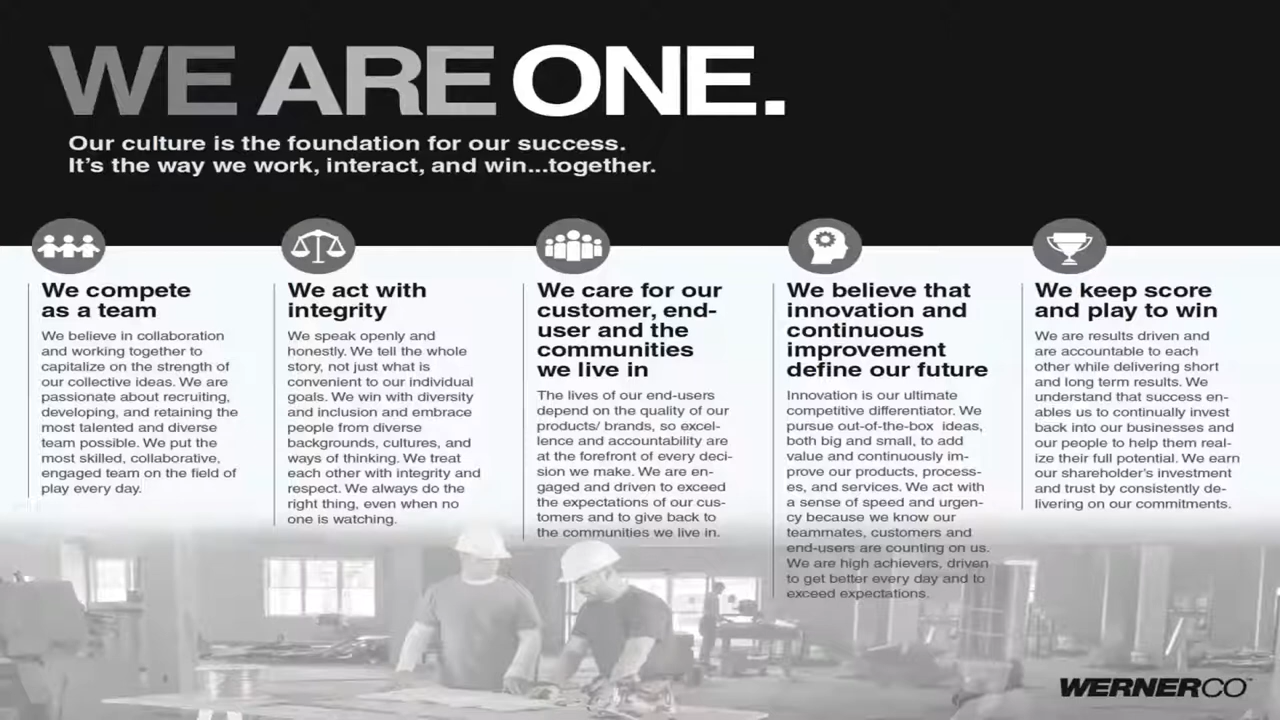 WE ARE ONE.
Our culture is the foundation for our success.
It's the way we work, interact, and win...together.
We compete
as a team
We believe in collaboration
and working together to
capitalize on the strength of
our collective ideas. We are
passionate about recruiting,
developing, and retaining the
most talented and diverse
team possible. We put the
most skilled, collaborative,
engaged team on the field of
play every day.
We act with
integrity
We speak openly and
honestly. We tell the whole
story, not just what is
convenient to our individual
goals. We win with diversity
and inclusion and embrace
people from diverse
backgrounds, cultures, and
ways of thinking. We treat
each other with integrity and
respect. We always do the
right thing, even when no
one is watching.
We care for our
customer, end-
user and the
communities
we live in
The lives of our end-users
depend on the quality of our
products/ brands, so excel-
lence and accountability are
at the forefront of every deci-
sion we make. We are en-
gaged and driven to exceed
the expectations of our cus-
tomers and to give back to
the communities we live in.
We believe that
innovation and
continuous
improvement
define our future
Innovation is our ultimate
competitive differentiator. We
pursue out-of-the-box ideas,
both big and small, to add
value and continuously im-
prove our products, process-
es, and services. We act with
a sense of speed and urgen-
cy because we know our
teammates, customers and
end-users are counting on us.
We are high achievers, driven
to get better every day and to
exceed expectations.
We keep score
and play to win
We are results driven and
are accountable to each
other while delivering short
and long term results. We
understand that success en-
ables us to continually invest
back into our businesses and
our people to help them real-
ize their full potential. We earn
our shareholder's investment
and trust by consistently de-
livering on our commitments.
WERNERCO™